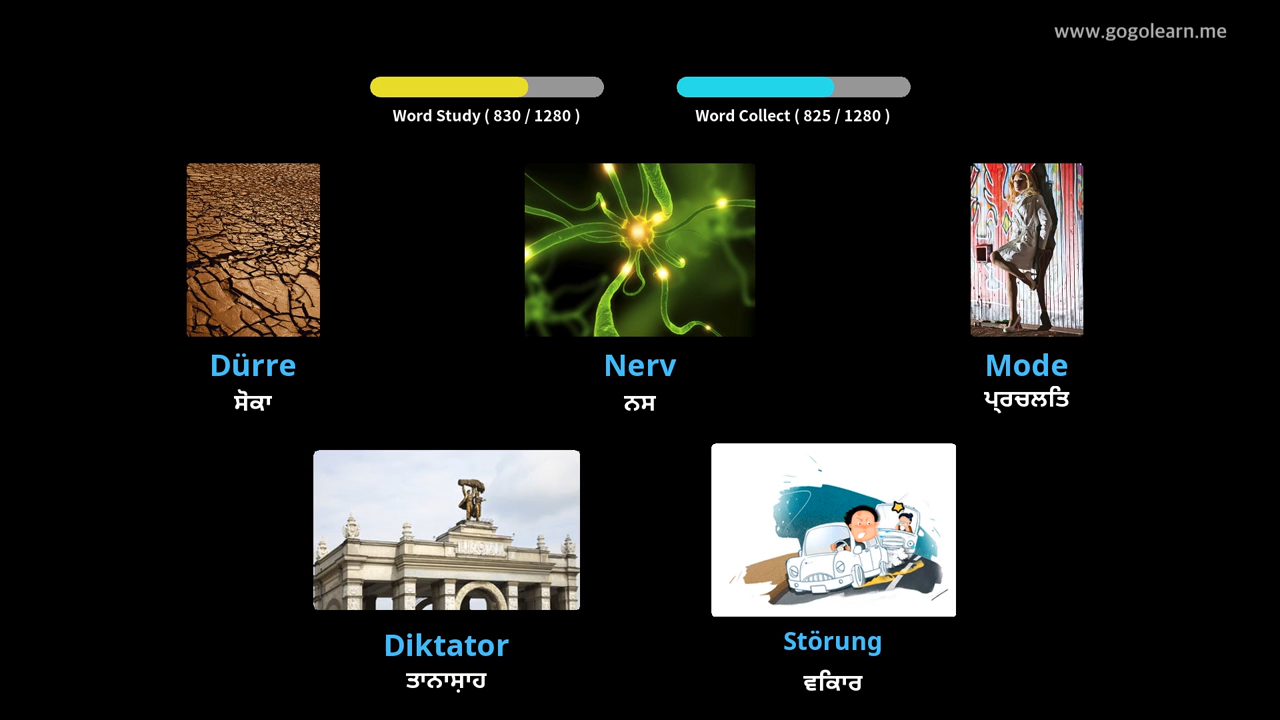 www.gogolearn.me
Word Study ( 830 / 1280 )
Word Collect ( 825 / 1280 )
Dürre
Nerv
Mode
ਸੋਕਾ
ਨਸ
ਪ੍ਰਚਲਤਿ
Diktator
Störung
ਤਾਨਾਸ਼ਾਹ
ਵਕਿਾਰ